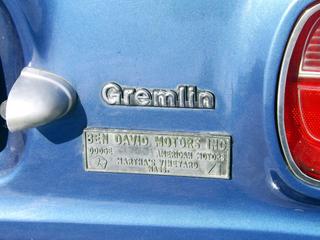 Gremlin
BEN DAVID MOTORS INC
DODGE AMERICAN MOTORS
MARTHA'S VINEYARD
MASS.